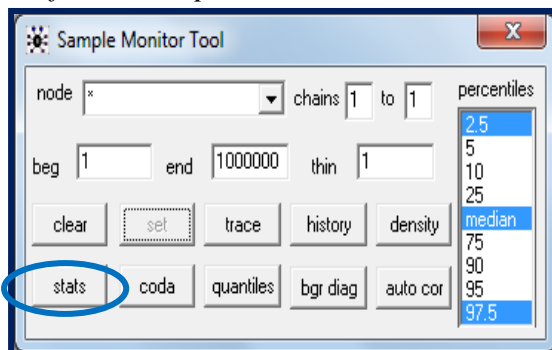 Sample Monitor Tool
node * chains 1 to 1 percentiles
beg 1 end 1000000 thin 1
clear set trace history density
stats coda quantiles bgr diag auto cor
2.5
5
10
25
median
75
90
95
97.5